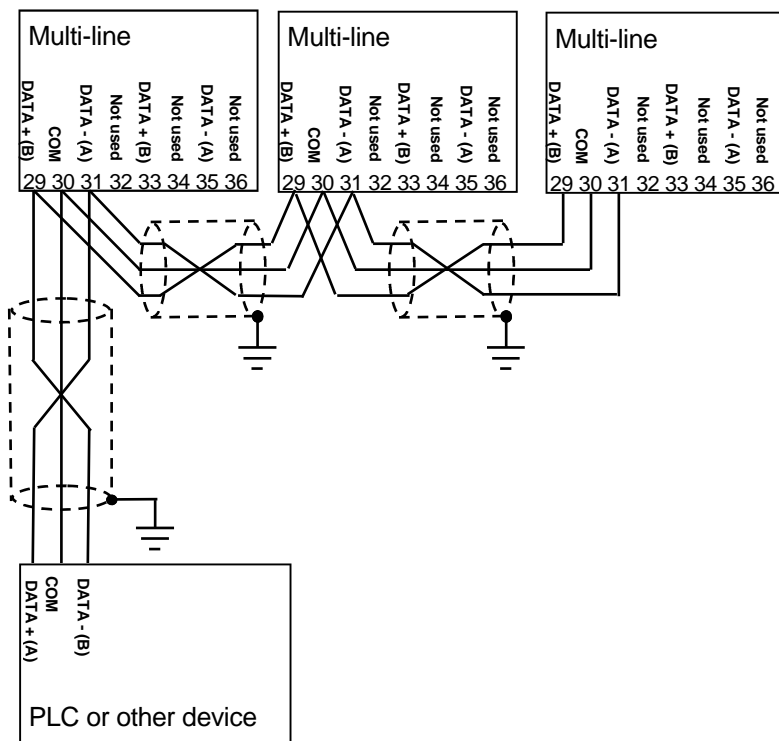 Multi-line
DATA + (B)
COM
DATA - (A)
Not used
DATA + (B)
Not used
DATA - (A)
Not used
29 30 31 32 33 34 35 36
Multi-line
DATA + (B)
COM
DATA - (A)
Not used
DATA + (B)
Not used
DATA - (A)
Not used
29 30 31 32 33 34 35 36
Multi-line
DATA + (B)
COM
DATA - (A)
Not used
DATA + (B)
Not used
DATA - (A)
Not used
29 30 31 32 33 34 35 36
DATA + (A)
COM
DATA - (B)
PLC or other device